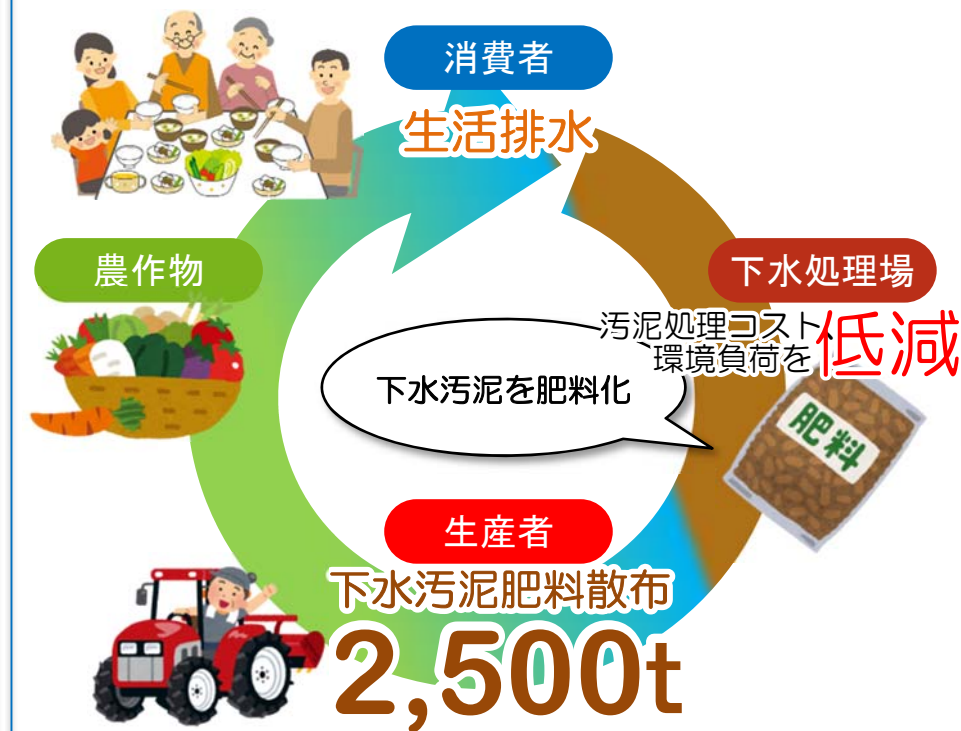 消費者
生活排水
農作物
下水処理場
汚泥処理コスト、
環境負荷を低減
下水汚泥を肥料化
肥料
生産者
下水汚泥肥料散布
2,500t